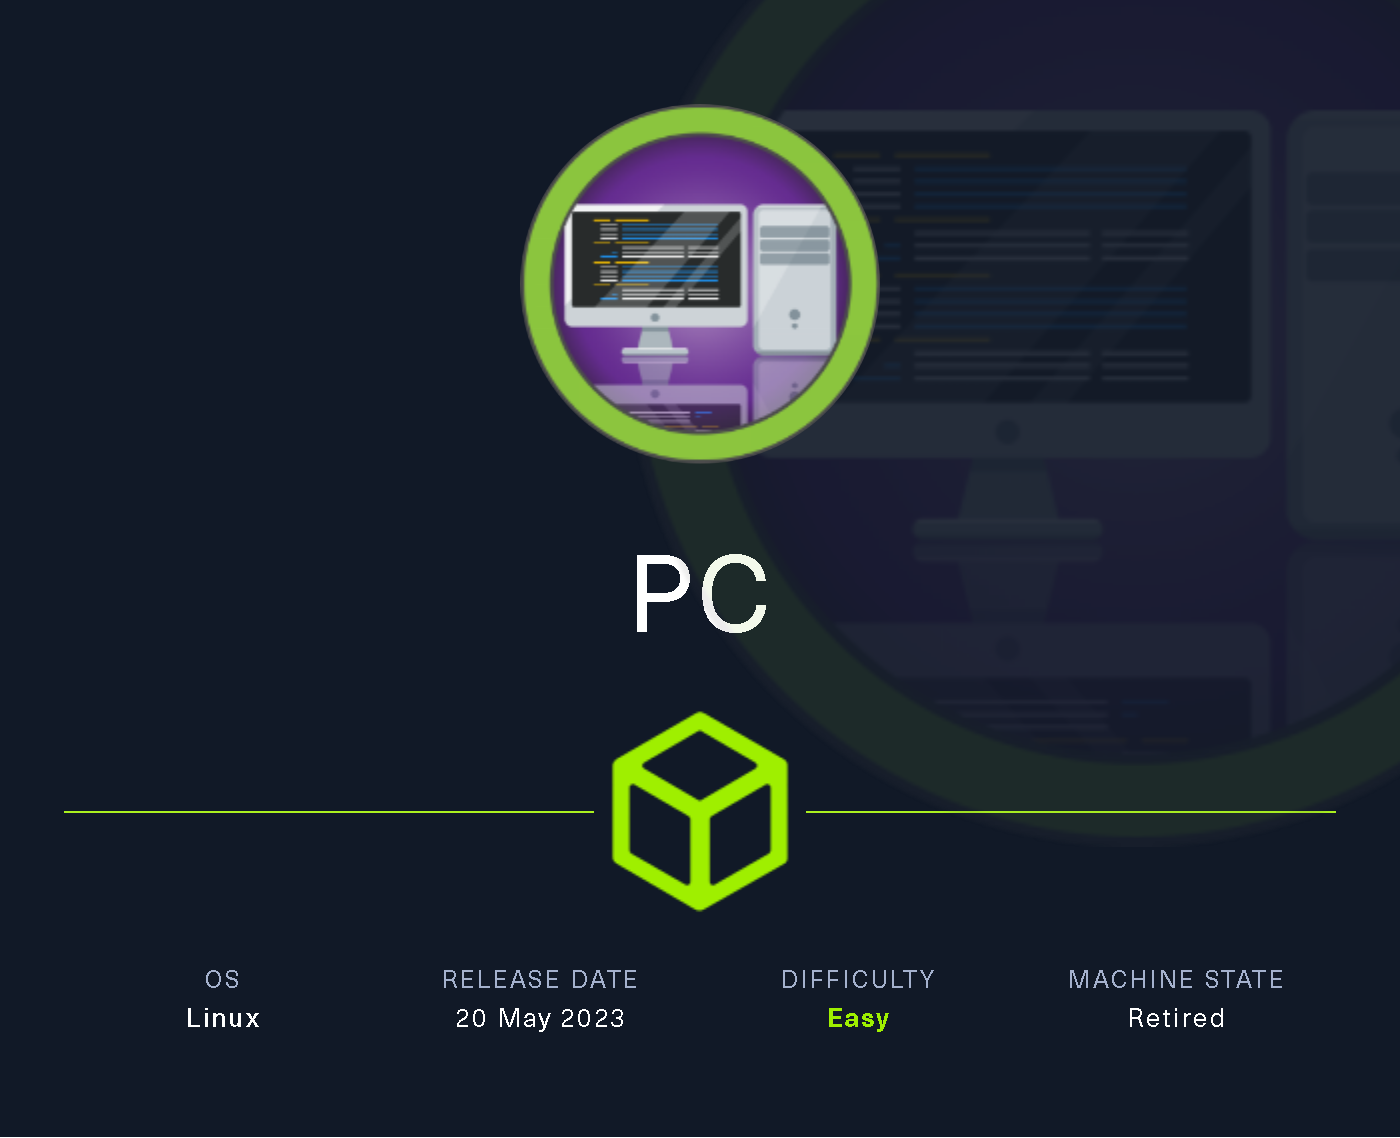 PC
OS
Linux
RELEASE DATE
20 May 2023
DIFFICULTY
Easy
MACHINE STATE
Retired